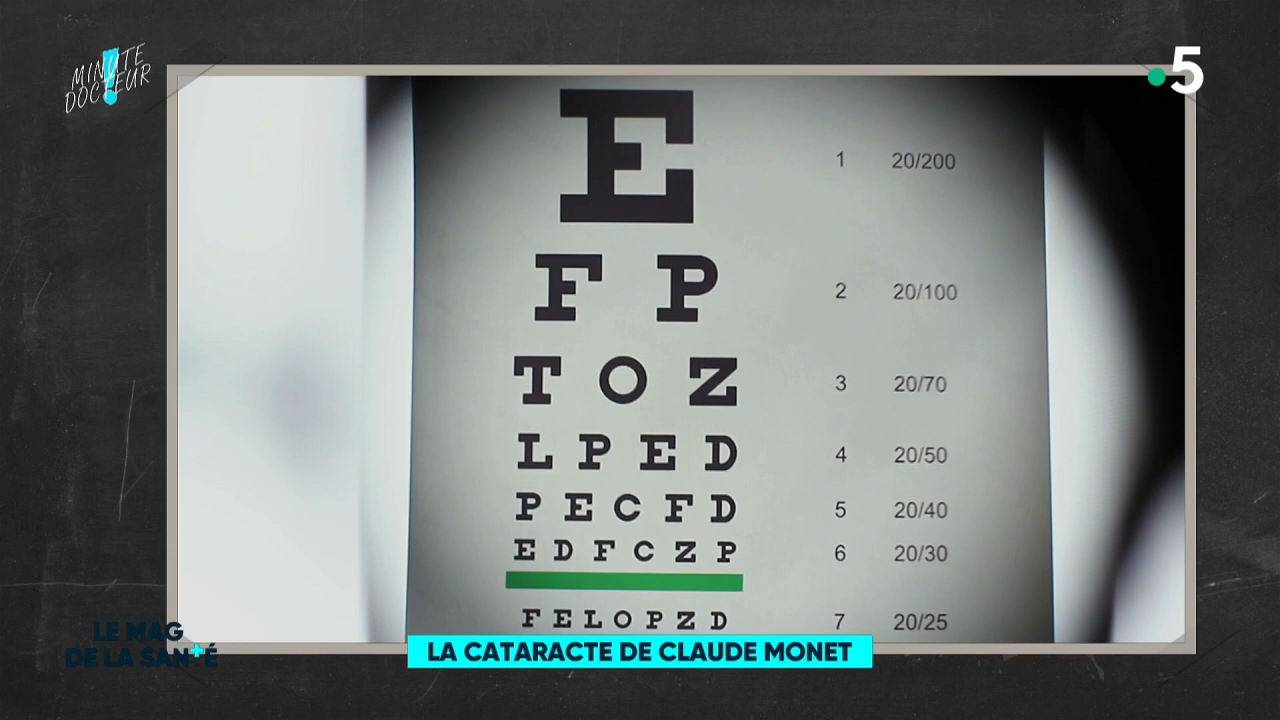 MINUTE
DOCTEUR
5
E 1 20/200
F P 2 20/100
T O Z 3 20/70
L P E D 4 20/50
P E C F D 5 20/40
E D F C Z P 6 20/30
F E L O P Z D 7 20/25
LE MAG
DE LA SANTÉ
LA CATARACTE DE CLAUDE MONET